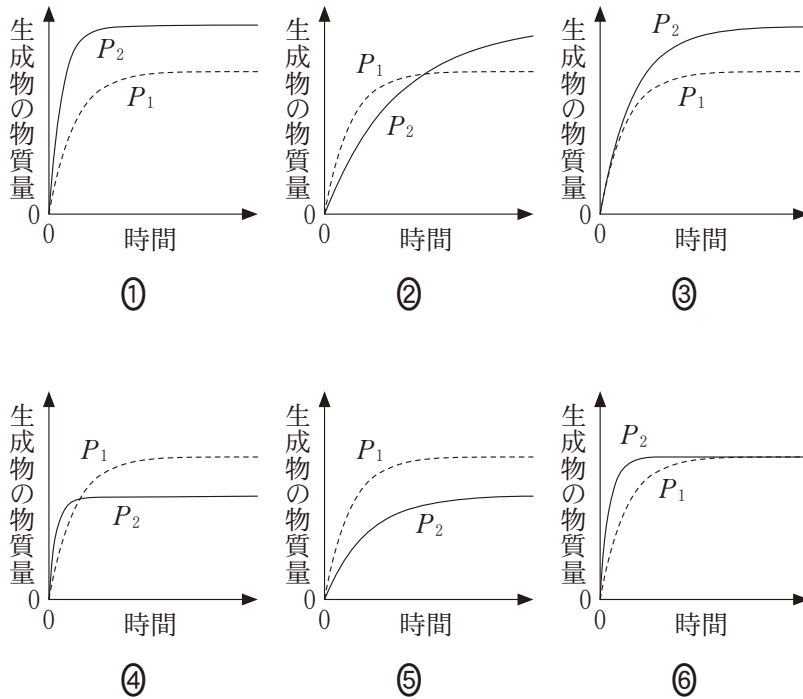 生成物の物質量
P₂
P₁
0
0
時間
①
生成物の物質量
P₁
P₂
0
0
時間
②
生成物の物質量
P₂
P₁
0
0
時間
③
生成物の物質量
P₁
P₂
0
0
時間
④
生成物の物質量
P₁
P₂
0
0
時間
⑤
生成物の物質量
P₂
P₁
0
0
時間
⑥